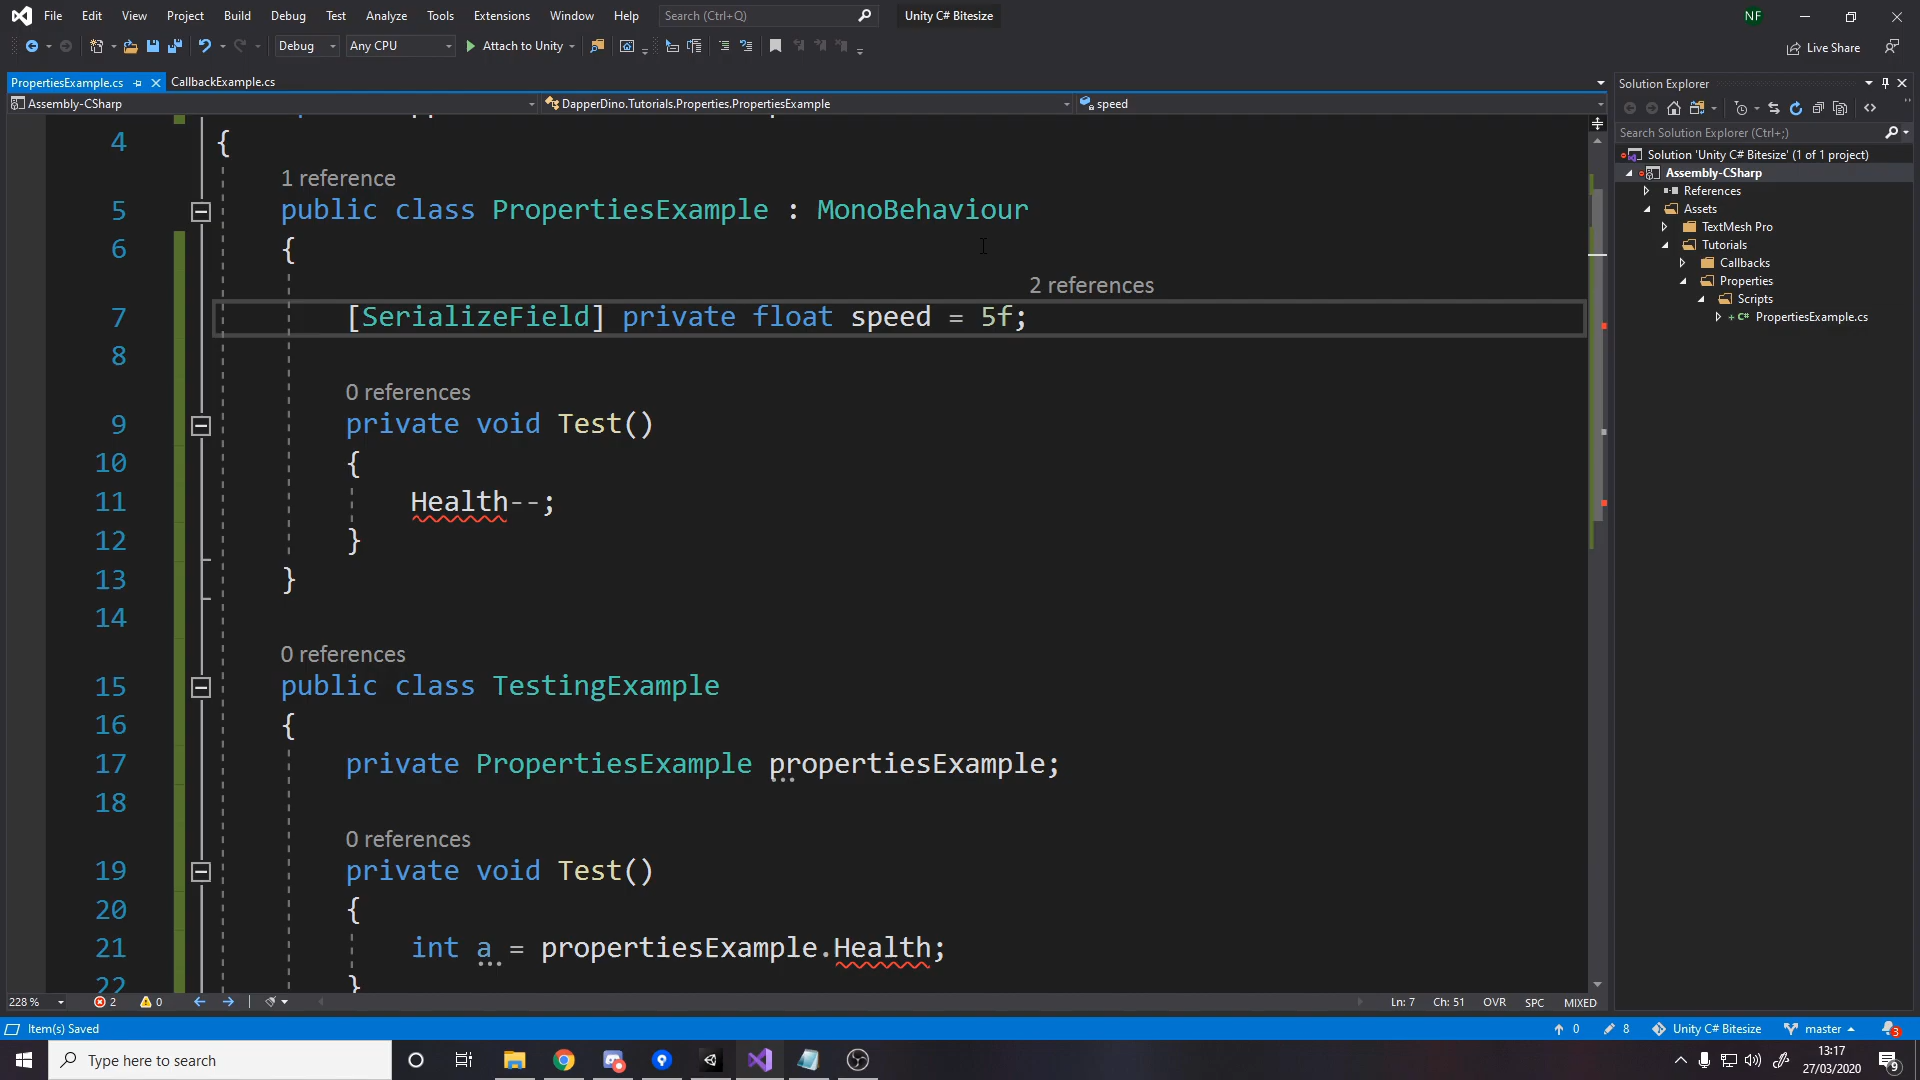 File Edit View Project Build Debug Test Analyze Tools Extensions Window Help Search (Ctrl+Q) Unity C# Bitesize NF
Debug Any CPU Attach to Unity Live Share
PropertiesExample.cs CallbackExample.cs
Assembly-CSharp DapperDino.Tutorials.Properties.PropertiesExample speed
4 {
1 reference
5 public class PropertiesExample : MonoBehaviour
6 {
2 references
7 [SerializeField] private float speed = 5f;
8
0 references
9 private void Test()
10 {
11 Health--;
12 }
13 }
14
0 references
15 public class TestingExample
16 {
17 private PropertiesExample propertiesExample;
18
0 references
19 private void Test()
20 {
21 int a = propertiesExample.Health;
22 }
228 % 2 0 Ln: 7 Ch: 51 OVR SPC MIXED
Solution Explorer
Search Solution Explorer (Ctrl+;)
Solution 'Unity C# Bitesize' (1 of 1 project)
Assembly-CSharp
References
Assets
TextMesh Pro
Tutorials
Callbacks
Properties
Scripts
PropertiesExample.cs
Item(s) Saved 0 8 Unity C# Bitesize master 3
Type here to search
13:17
27/03/2020
9